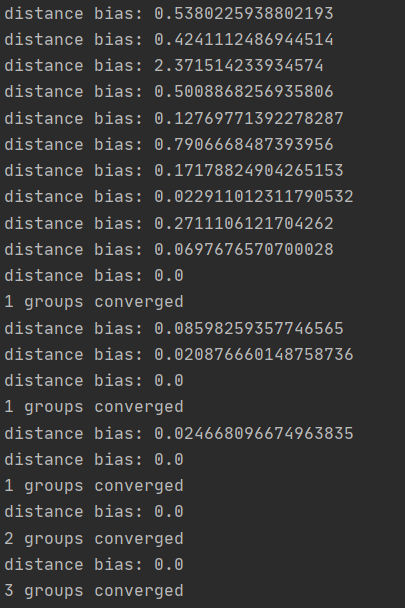 distance bias: 0.5380225938802193
distance bias: 0.4241112486944514
distance bias: 2.371514233934574
distance bias: 0.5008868256935806
distance bias: 0.12769771392278287
distance bias: 0.7906668487393956
distance bias: 0.17178824904265153
distance bias: 0.022911012311790532
distance bias: 0.2711106121704262
distance bias: 0.0697676570700028
distance bias: 0.0
1 groups converged
distance bias: 0.08598259357746565
distance bias: 0.020876660148758736
distance bias: 0.0
1 groups converged
distance bias: 0.024668096674963835
distance bias: 0.0
1 groups converged
distance bias: 0.0
2 groups converged
distance bias: 0.0
3 groups converged